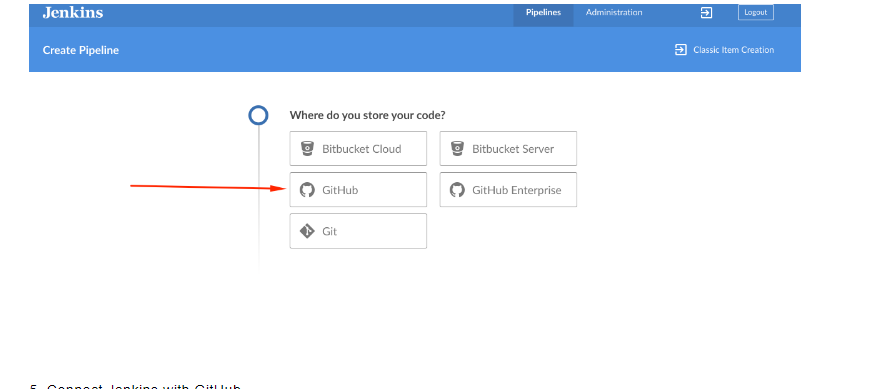 Jenkins Pipelines Administration Logout
Create Pipeline Classic Item Creation
Where do you store your code?
Bitbucket Cloud Bitbucket Server
GitHub GitHub Enterprise
Git
5. Connect Jenkins with GitHub